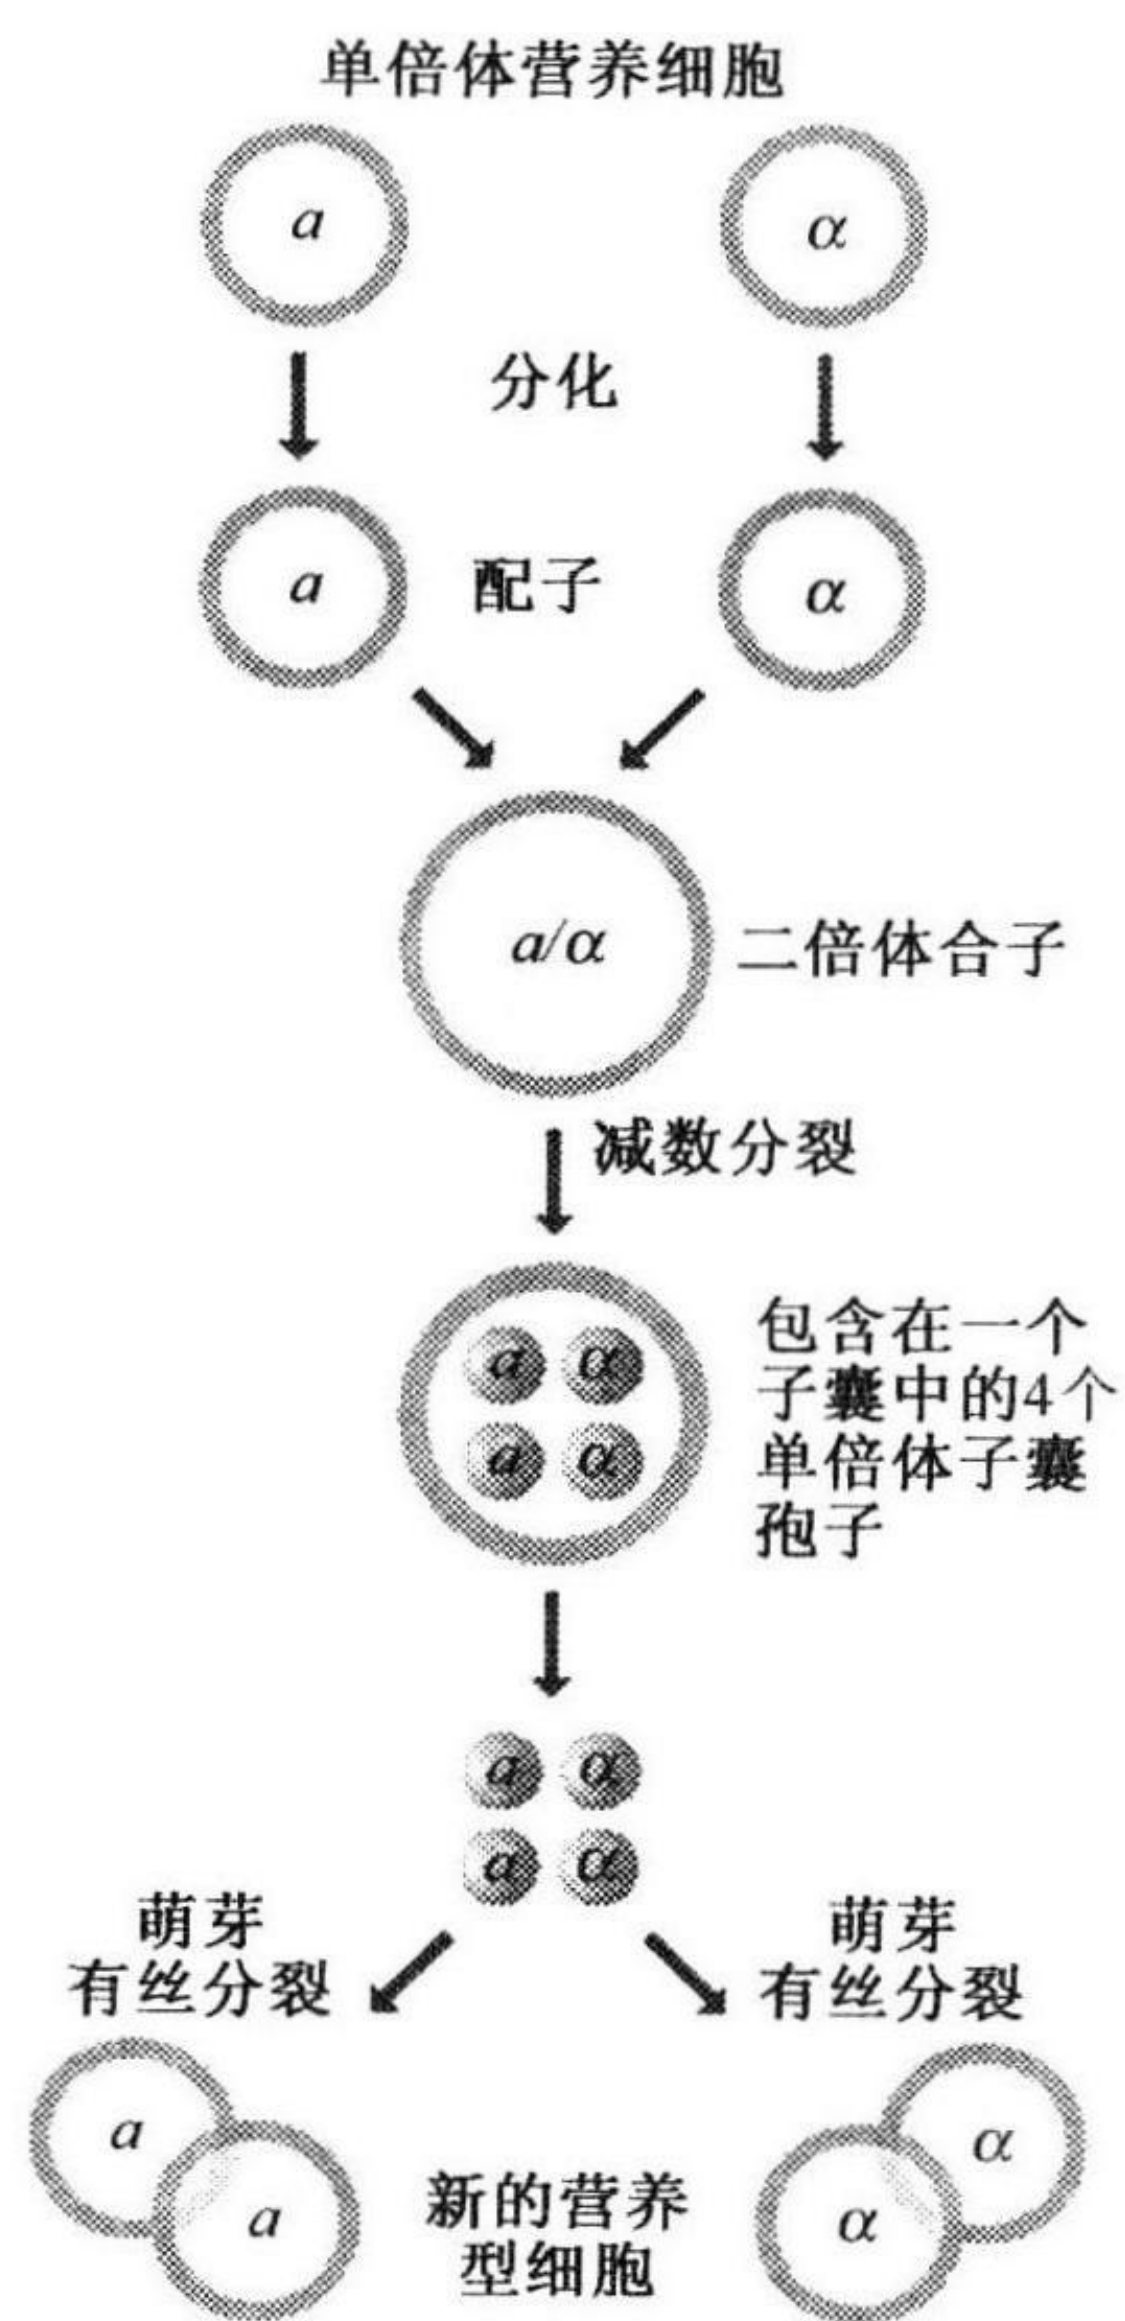 单倍体营养细胞
a
α
分化
a
配子
α
a/α
二倍体合子
减数分裂
a α
a α
包含在一个
子囊中的4个
单倍体子囊
孢子
a α
a α
萌芽
有丝分裂
萌芽
有丝分裂
a
a
新的营养
型细胞
α
α